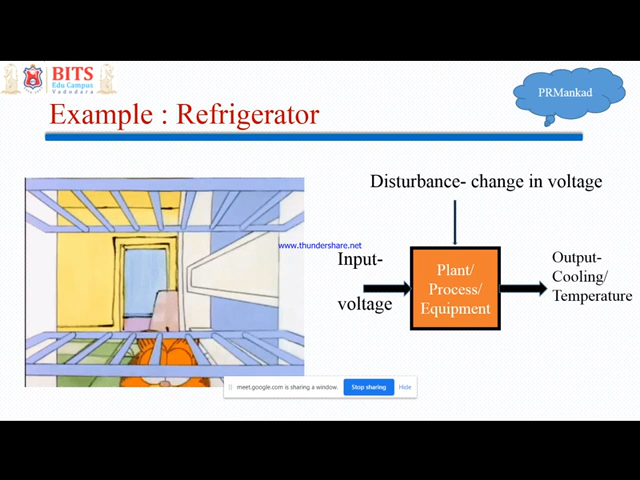 BITS
Edu Campus
Vadodara
PRMankad
Example : Refrigerator
Disturbance- change in voltage
www.thundershare.net
Input-
voltage
Plant/
Process/
Equipment
Output-
Cooling/
Temperature
meet.google.com is sharing a window.
Stop sharing
Hide